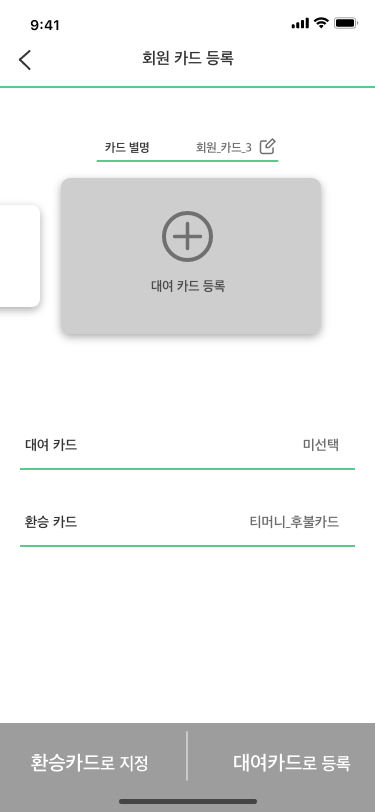 9:41
회원 카드 등록
카드 별명 회원_카드_3
대여 카드 등록
대여 카드 미선택
환승 카드 티머니_후불카드
환승카드로 지정 대여카드로 등록